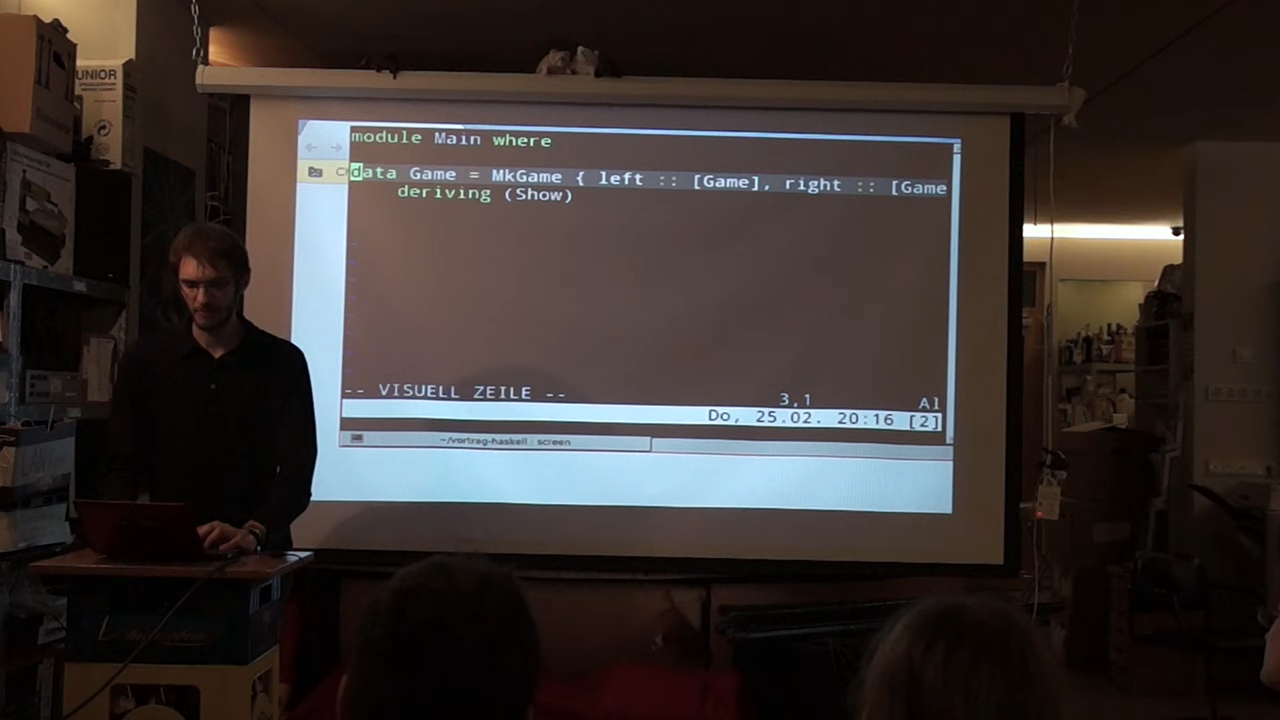 UNIOR
module Main where
data Game = MkGame { left :: [Game], right :: [Game
deriving (Show)
-- VISUELL ZEILE --
3,1
Al
Do, 25.02. 20:16 [2]
~/vortrag-haskell : screen